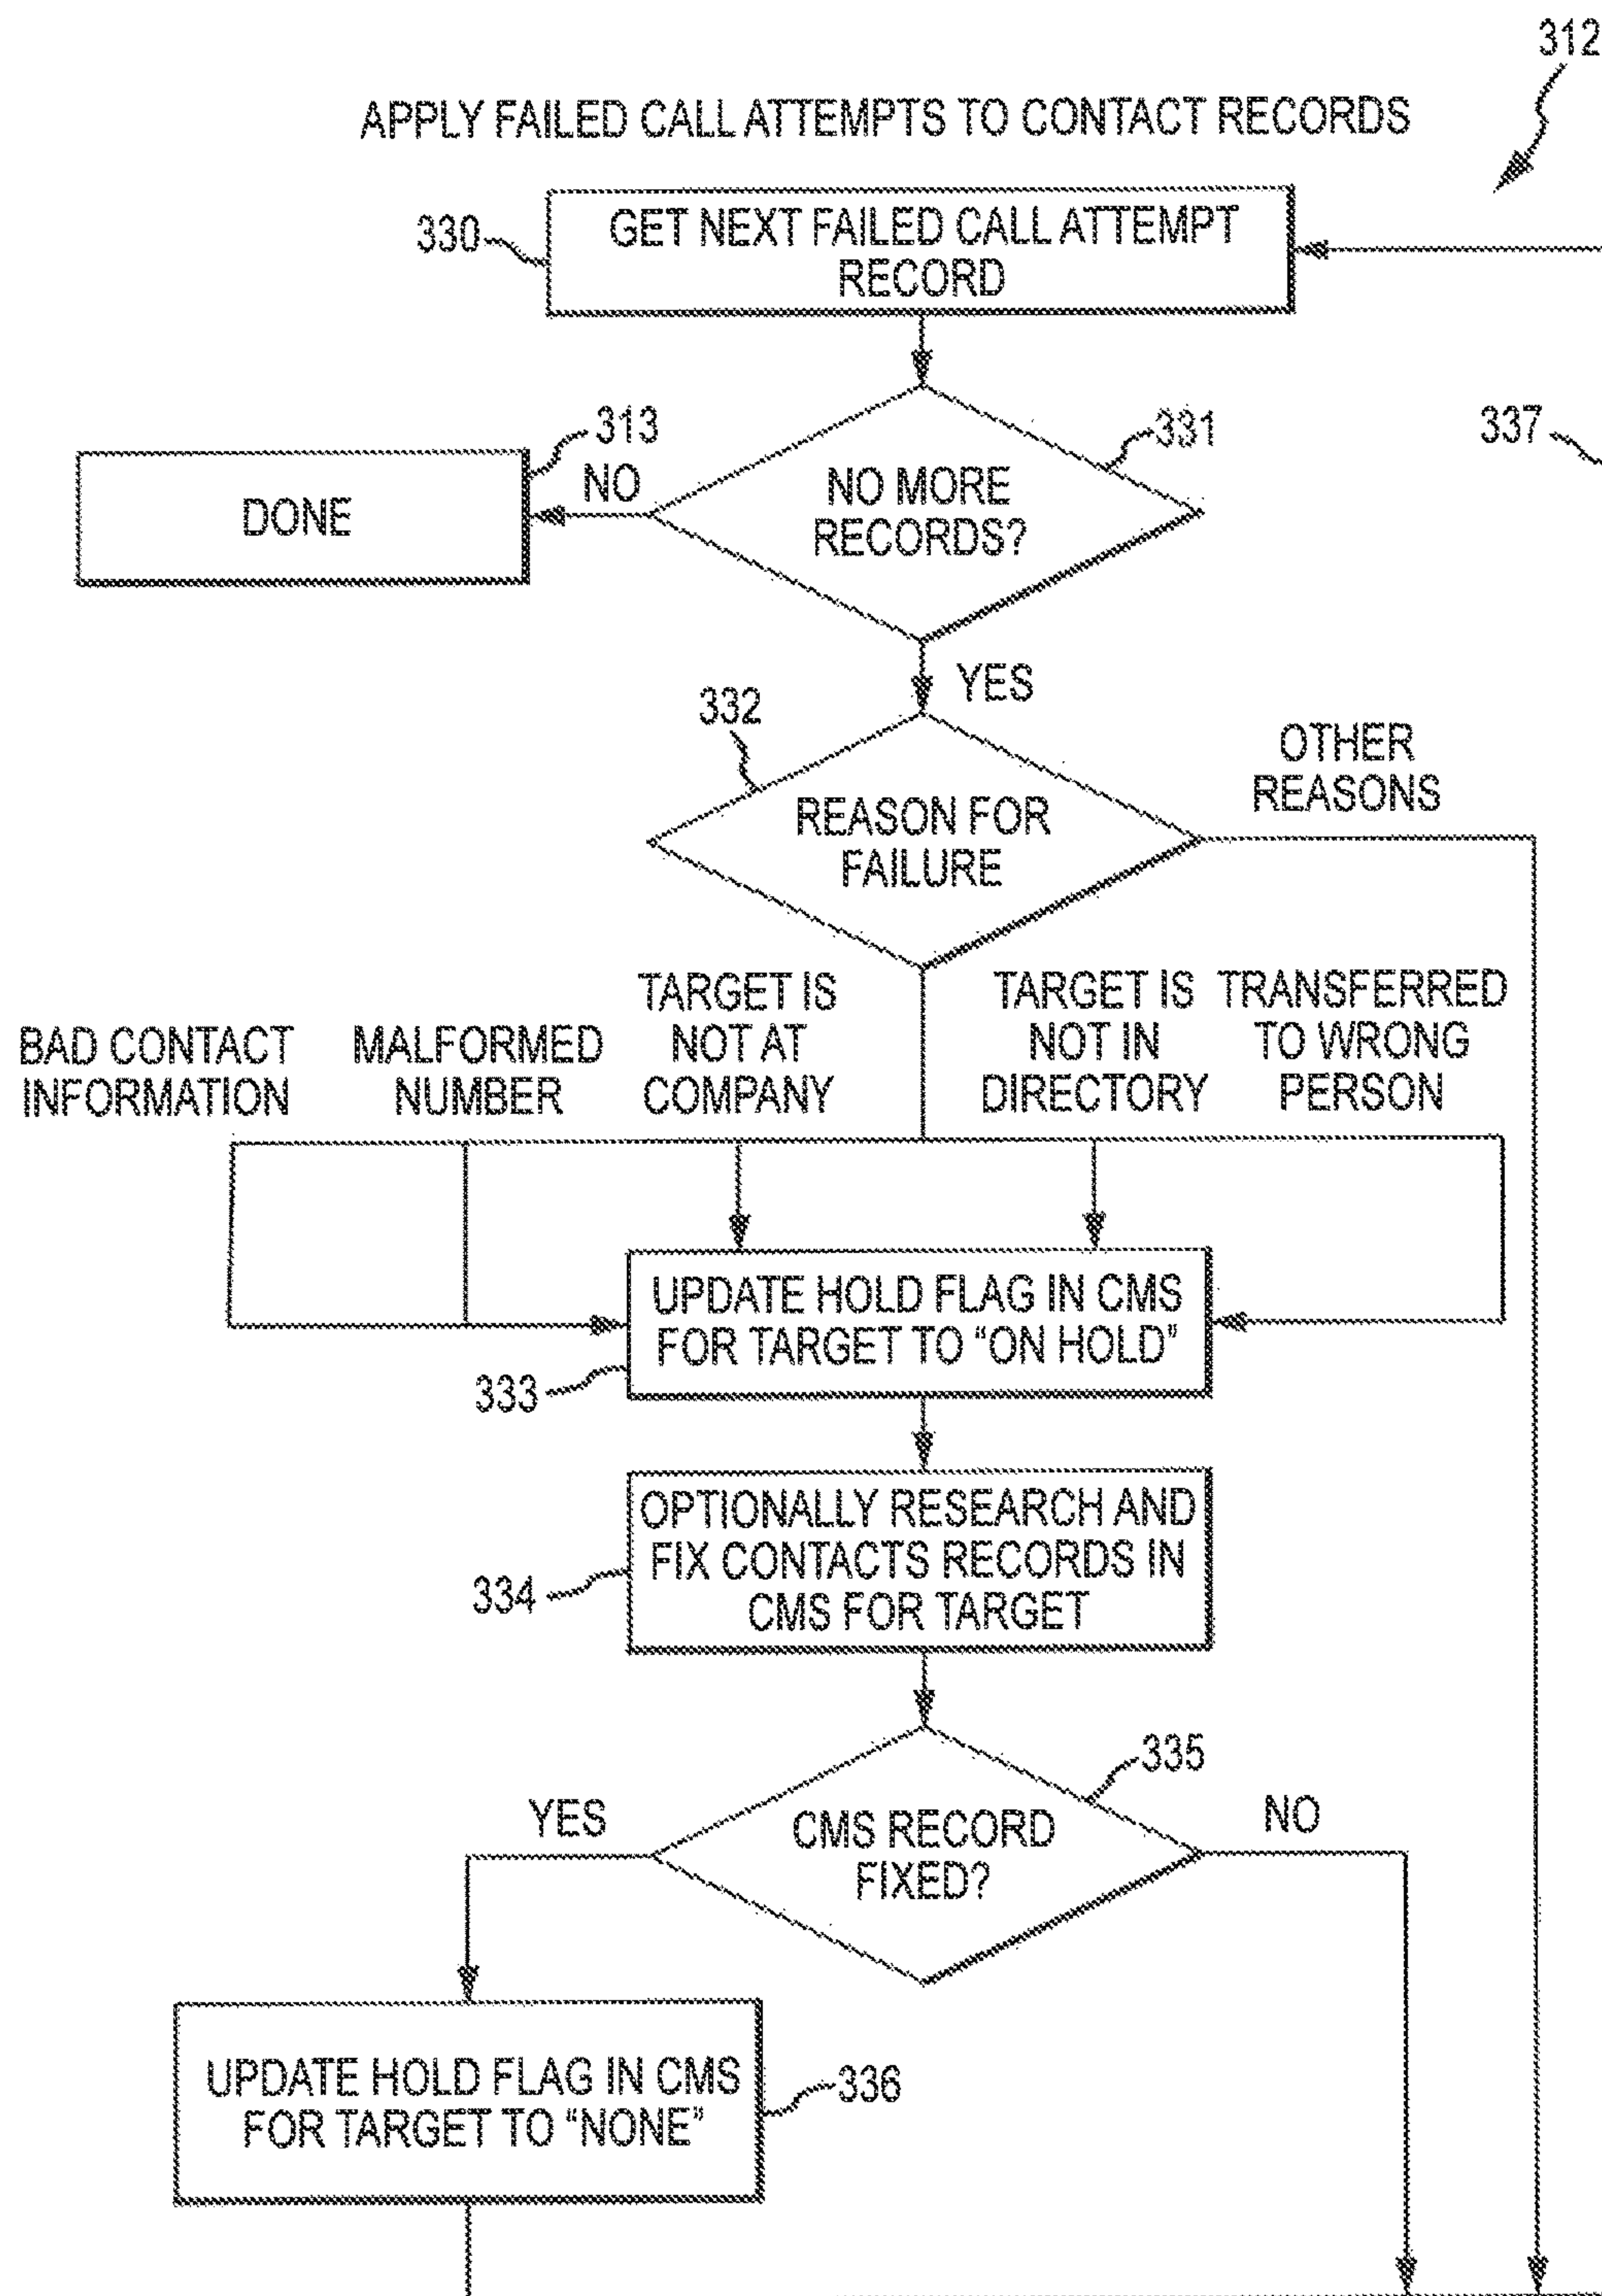 312
APPLY FAILED CALL ATTEMPTS TO CONTACT RECORDS
330
GET NEXT FAILED CALL ATTEMPT
RECORD
313
331
337
DONE
NO
NO MORE
RECORDS?
YES
332
OTHER
REASONS
REASON FOR
FAILURE
BAD CONTACT
INFORMATION
MALFORMED
NUMBER
TARGET IS
NOT AT
COMPANY
TARGET IS
NOT IN
DIRECTORY
TRANSFERRED
TO WRONG
PERSON
UPDATE HOLD FLAG IN CMS
FOR TARGET TO “ON HOLD”
333
OPTIONALLY RESEARCH AND
FIX CONTACTS RECORDS IN
CMS FOR TARGET
334
335
YES
CMS RECORD
FIXED?
NO
UPDATE HOLD FLAG IN CMS
FOR TARGET TO “NONE”
336